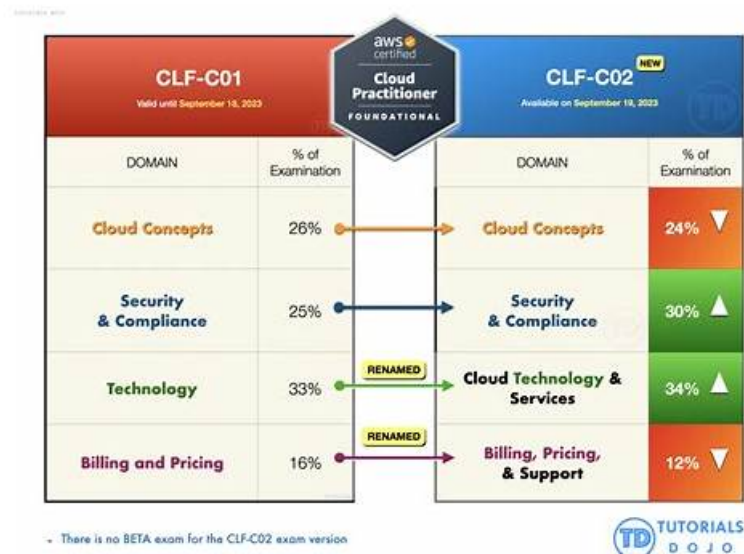 aws
certified
Cloud
Practitioner
FOUNDATIONAL
CLF-C01
Valid until September 18, 2023
CLF-C02
NEW
Available on September 19, 2023
TD
DOMAIN
% of
Examination
DOMAIN
% of
Examination
Cloud Concepts
26%
Cloud Concepts
24%
Security
& Compliance
25%
Security
& Compliance
30%
Technology
33%
RENAMED
Cloud Technology &
Services
34%
Billing and Pricing
16%
RENAMED
Billing, Pricing,
& Support
12%
- There is no BETA exam for the CLF-C02 exam version
TD
TUTORIALS
DOJO